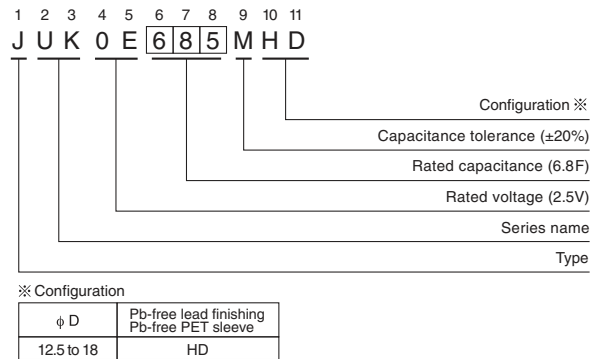 1 2 3 4 5 6 7 8 9 10 11
J U K 0 E 6 8 5 M H D
Configuration ※
Capacitance tolerance (±20%)
Rated capacitance (6.8F)
Rated voltage (2.5V)
Series name
Type
※ Configuration
ϕ D
Pb-free lead finishing
Pb-free PET sleeve
12.5 to 18
HD